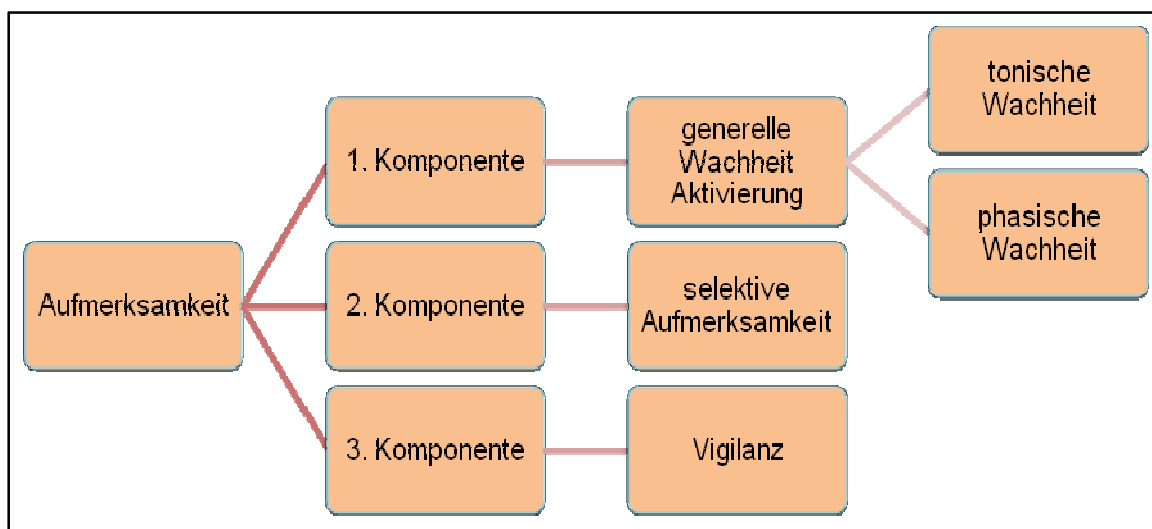 Aufmerksamkeit
1. Komponente
generelle
Wachheit
Aktivierung
tonische
Wachheit
phasische
Wachheit
2. Komponente
selektive
Aufmerksamkeit
3. Komponente
Vigilanz